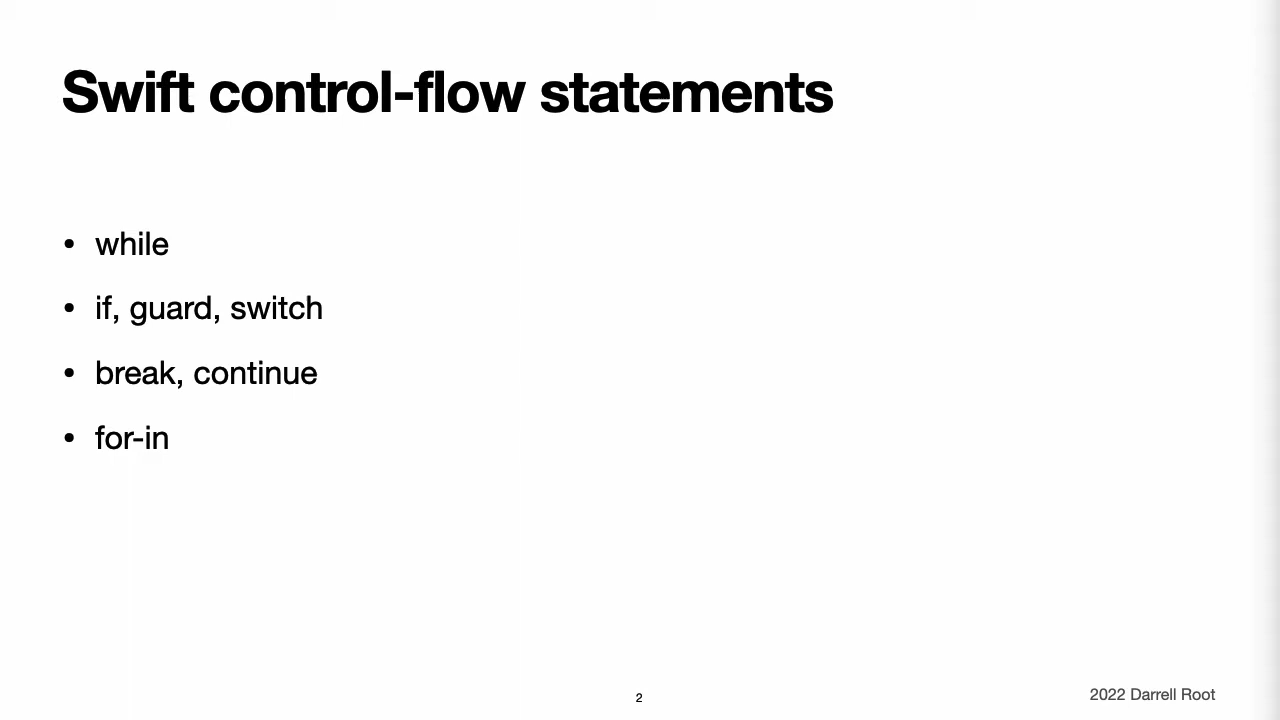 Swift control-flow statements
• while
• if, guard, switch
• break, continue
• for-in
2
2022 Darrell Root